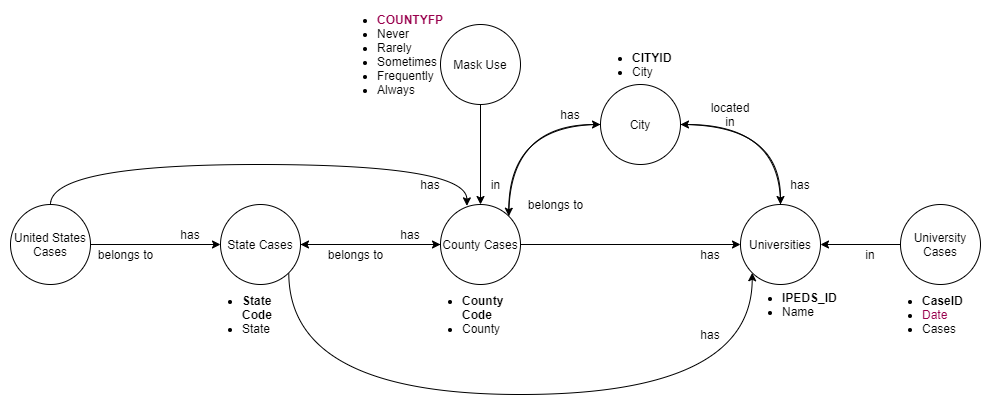 COUNTYFP
Never
Rarely
Sometimes
Frequently
Always
Mask Use
CITYID
City
City
has
located
in
has
in
belongs to
has
United States
Cases
has
belongs to
State Cases
has
belongs to
County Cases
has
Universities
in
University
Cases
State
Code
State
County
Code
County
has
IPEDS_ID
Name
CaseID
Date
Cases